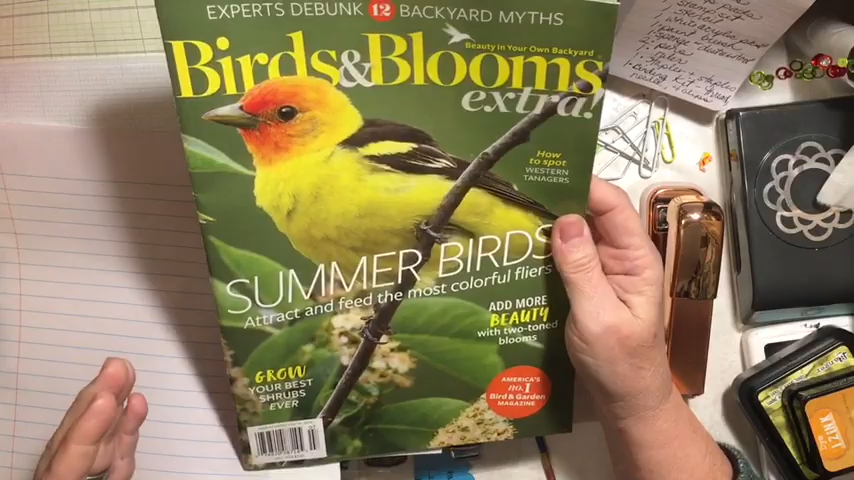 EXPERTS DEBUNK 12 BACKYARD MYTHS
Beauty in Your Own Backyard
Birds&Blooms
extra!
How
to spot
WESTERN
TANAGERS
SUMMER BIRDS
Attract and feed the most colorful fliers
ADD MORE
BEAUTY
with two-toned
blooms
GROW
YOUR BEST
SHRUBS
EVER
AMERICA'S
no. 1
Bird & Garden
MAGAZINE